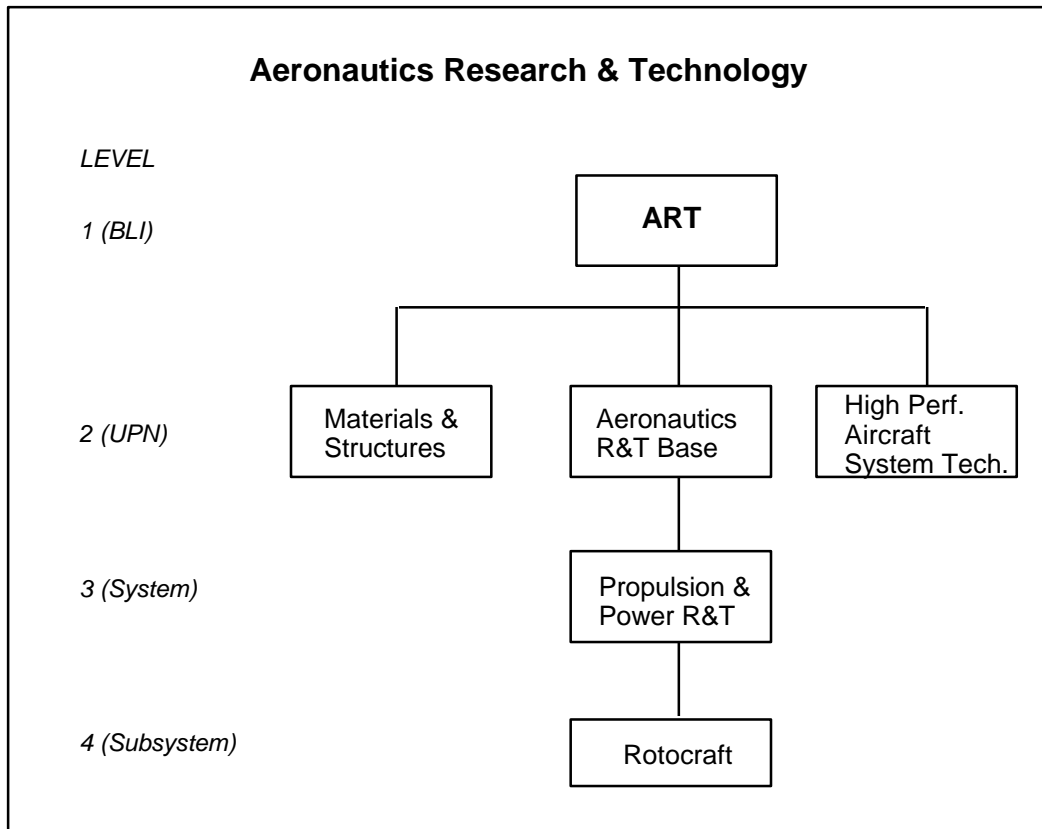 Aeronautics Research & Technology
LEVEL
1 (BLI)
ART
2 (UPN)
Materials &
Structures
Aeronautics
R&T Base
High Perf.
Aircraft
System Tech.
3 (System)
Propulsion &
Power R&T
4 (Subsystem)
Rotocraft